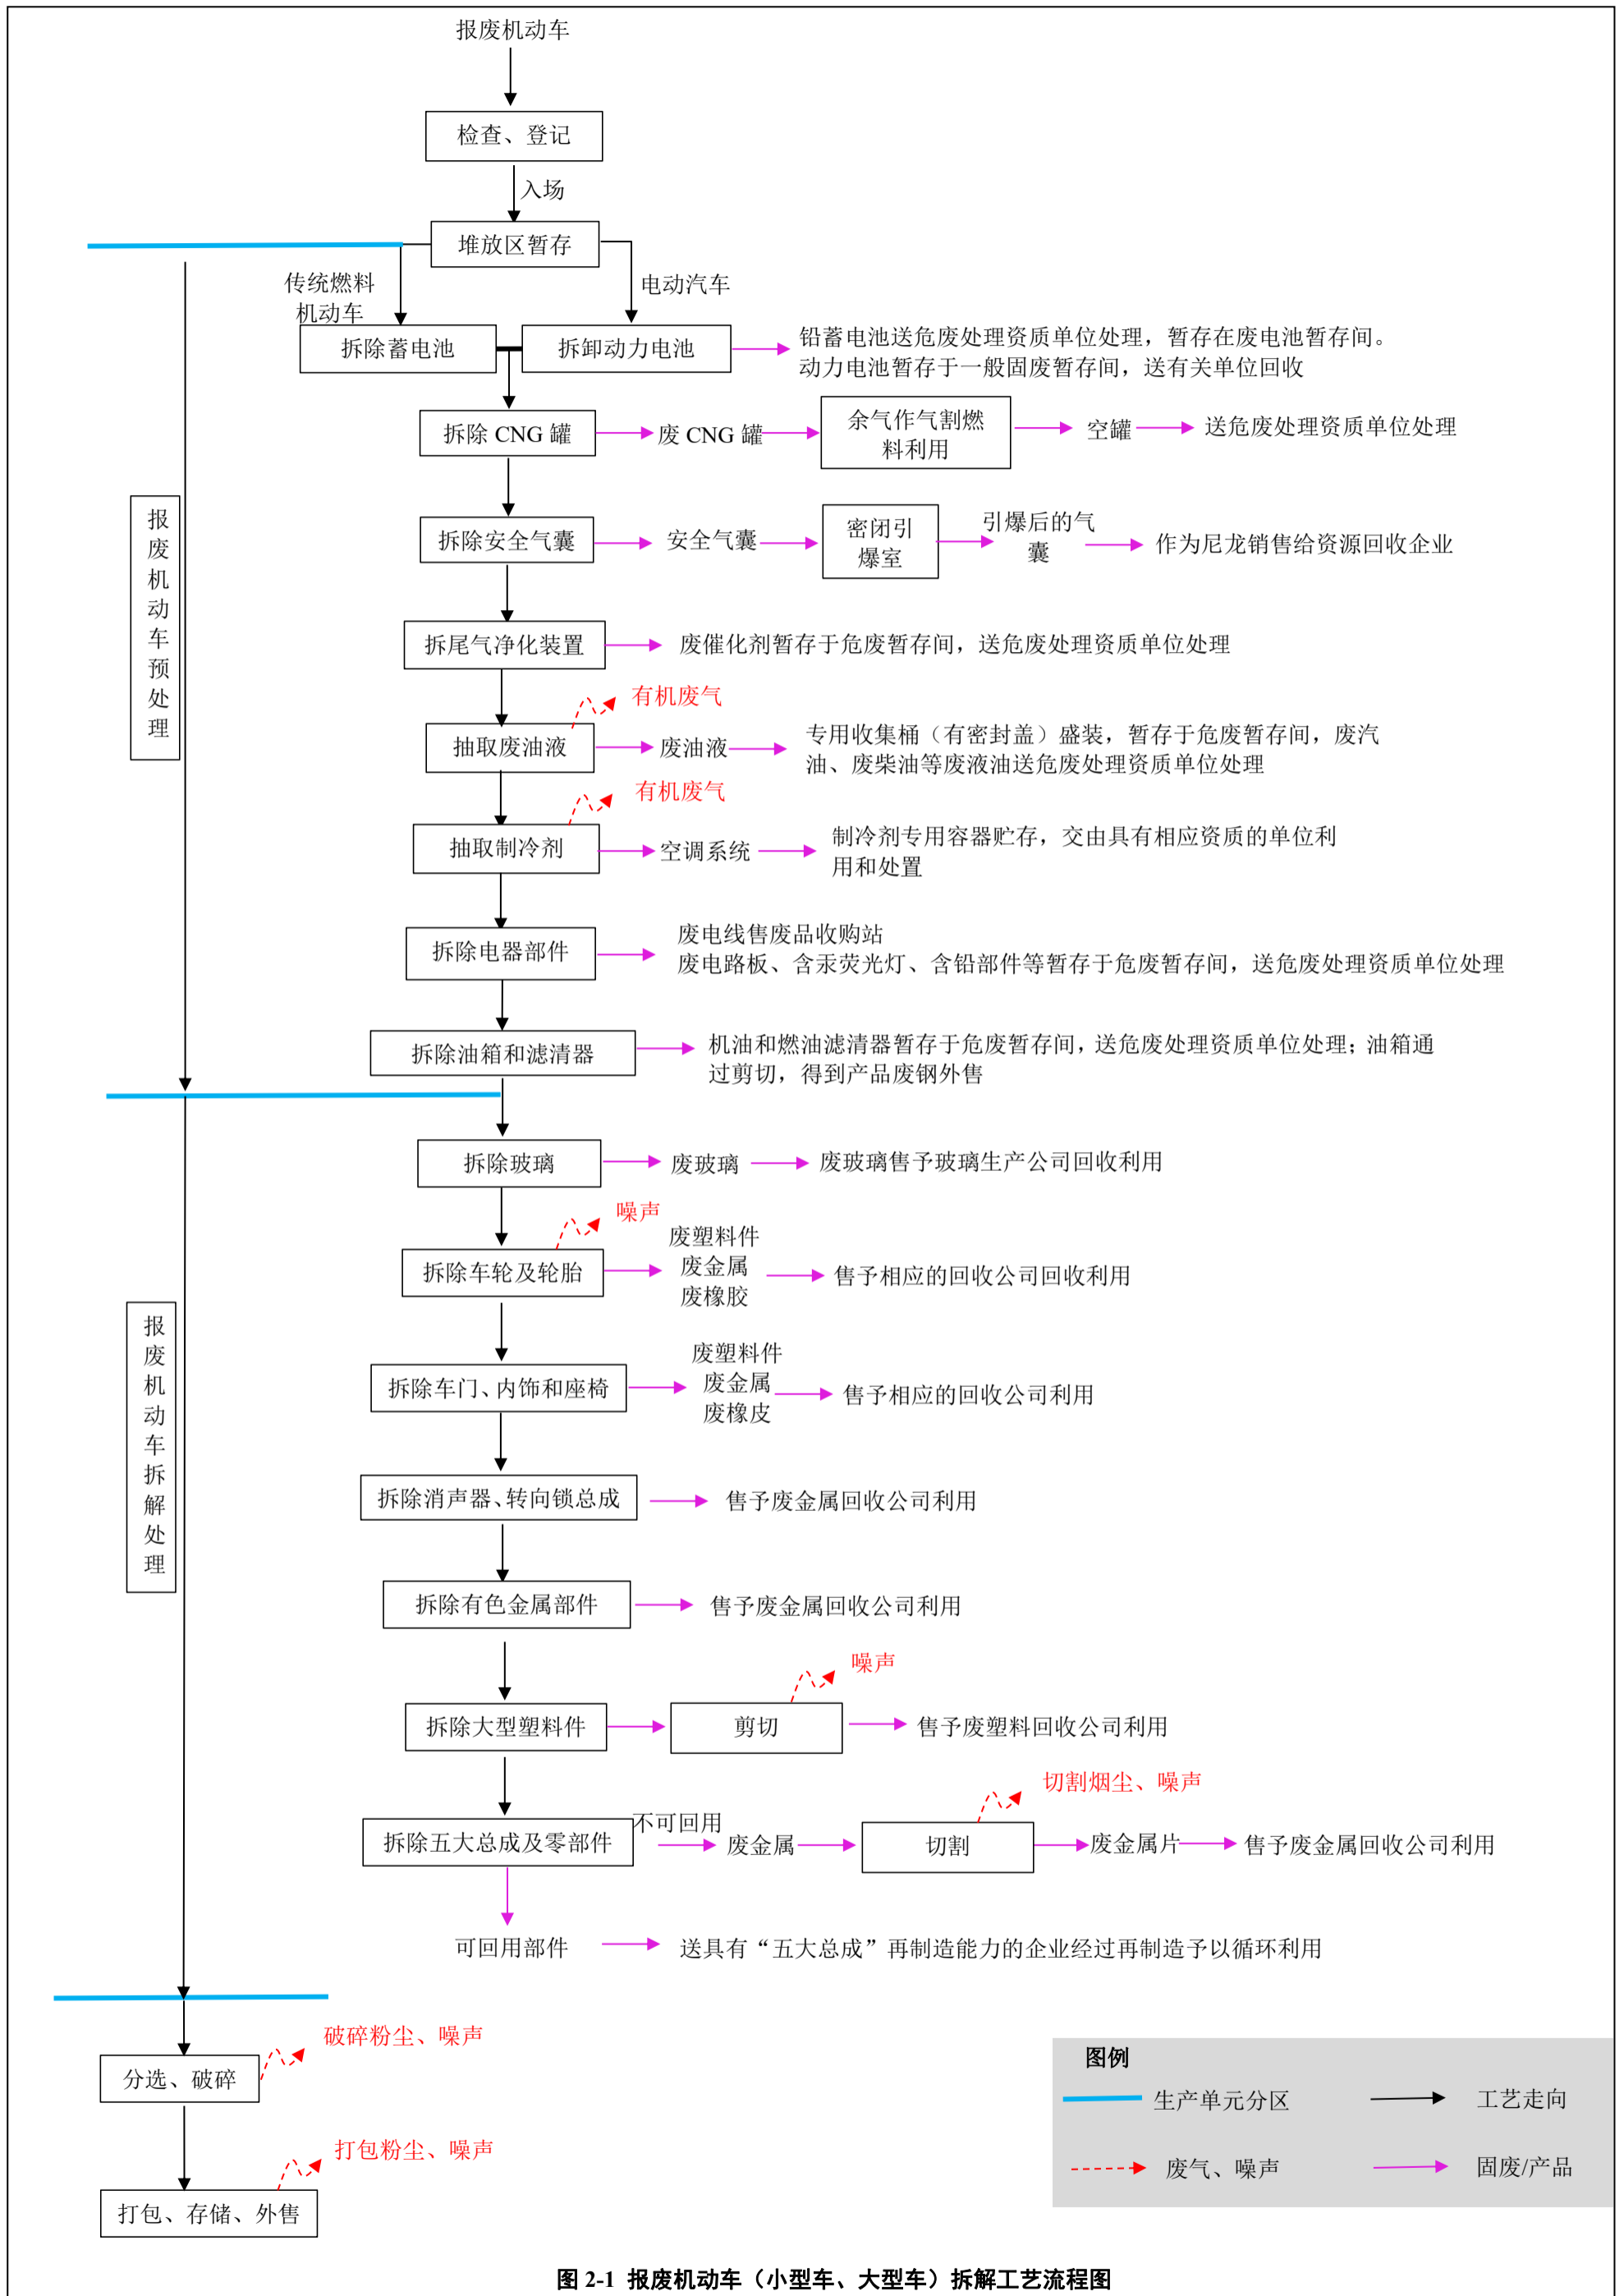 报废机动车
检查、登记
入场
堆放区暂存
传统燃料
机动车
电动汽车
拆除蓄电池
拆卸动力电池
铅蓄电池送危废处理资质单位处理，暂存在废电池暂存间。
动力电池暂存于一般固废暂存间，送有关单位回收
拆除 CNG 罐
废 CNG 罐
余气作气割燃
料利用
空罐
送危废处理资质单位处理
报废机动车预处理
拆除安全气囊
安全气囊
密闭引
爆室
引爆后的气
囊
作为尼龙销售给资源回收企业
拆尾气净化装置
废催化剂暂存于危废暂存间，送危废处理资质单位处理
有机废气
抽取废油液
废油液
专用收集桶（有密封盖）盛装，暂存于危废暂存间，废汽
油、废柴油等废液油送危废处理资质单位处理
有机废气
抽取制冷剂
空调系统
制冷剂专用容器贮存，交由具有相应资质的单位利
用和处置
拆除电器部件
废电线售废品收购站
废电路板、含汞荧光灯、含铅部件等暂存于危废暂存间，送危废处理资质单位处理
拆除油箱和滤清器
机油和燃油滤清器暂存于危废暂存间，送危废处理资质单位处理；油箱通
过剪切，得到产品废钢外售
拆除玻璃
废玻璃
废玻璃售予玻璃生产公司回收利用
噪声
拆除车轮及轮胎
废塑料件
废金属
废橡胶
售予相应的回收公司回收利用
报废机动车拆解处理
拆除车门、内饰和座椅
废塑料件
废金属
废橡皮
售予相应的回收公司利用
拆除消声器、转向锁总成
售予废金属回收公司利用
拆除有色金属部件
售予废金属回收公司利用
噪声
拆除大型塑料件
剪切
售予废塑料回收公司利用
切割烟尘、噪声
拆除五大总成及零部件
不可回用
废金属
切割
废金属片
售予废金属回收公司利用
可回用部件
送具有“五大总成”再制造能力的企业经过再制造予以循环利用
破碎粉尘、噪声
分选、破碎
打包粉尘、噪声
打包、存储、外售
图例
生产单元分区
工艺走向
废气、噪声
固废/产品
图 2-1 报废机动车（小型车、大型车）拆解工艺流程图